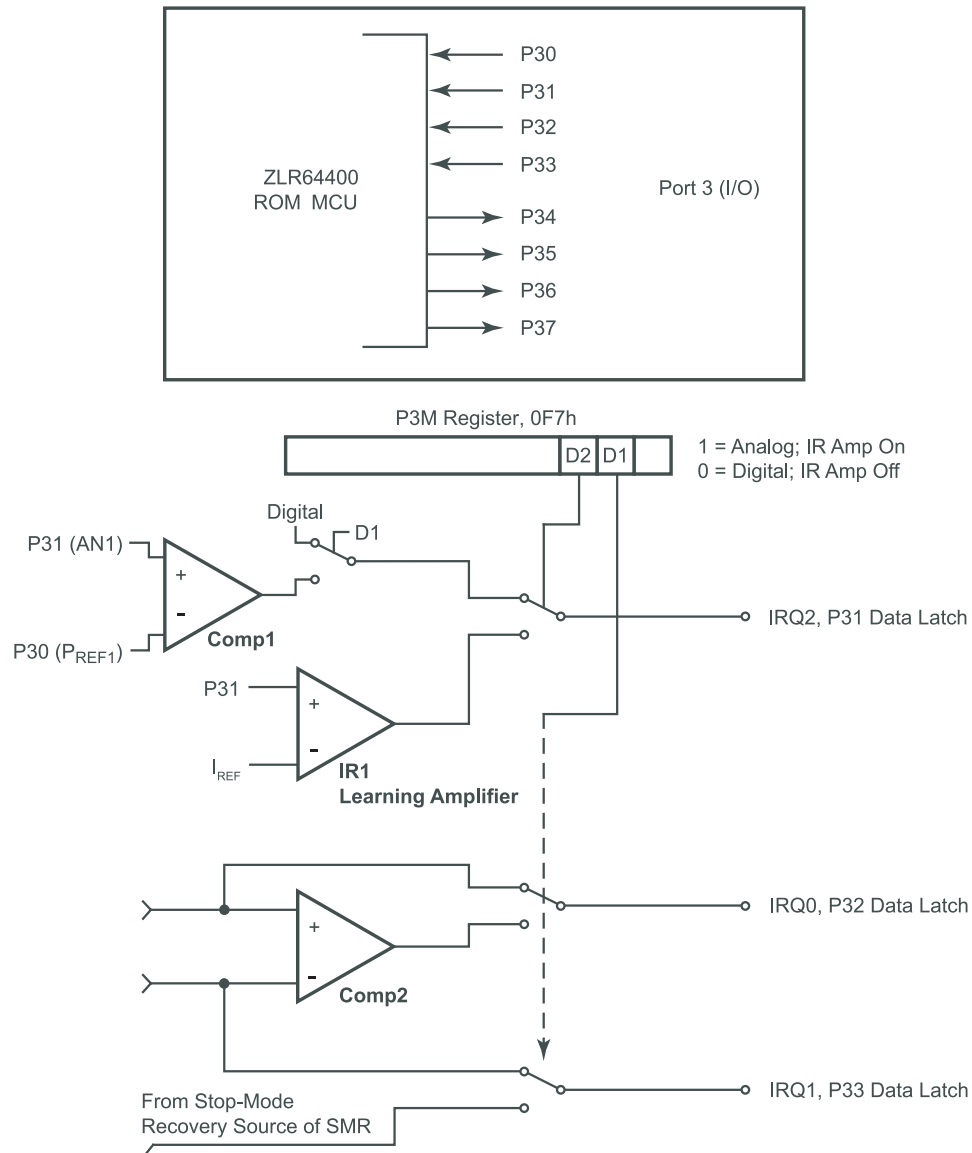 P30
P31
P32
P33
ZLR64400
ROM MCU
Port 3 (I/O)
P34
P35
P36
P37
P3M Register, 0F7h
D2 D1
1 = Analog; IR Amp On
0 = Digital; IR Amp Off
Digital
D1
P31 (AN1)
+
-
Comp1
P30 (PREF1)
IRQ2, P31 Data Latch
P31
+
-
IREF
IR1
Learning Amplifier
IRQ0, P32 Data Latch
+
-
Comp2
From Stop-Mode
Recovery Source of SMR
IRQ1, P33 Data Latch